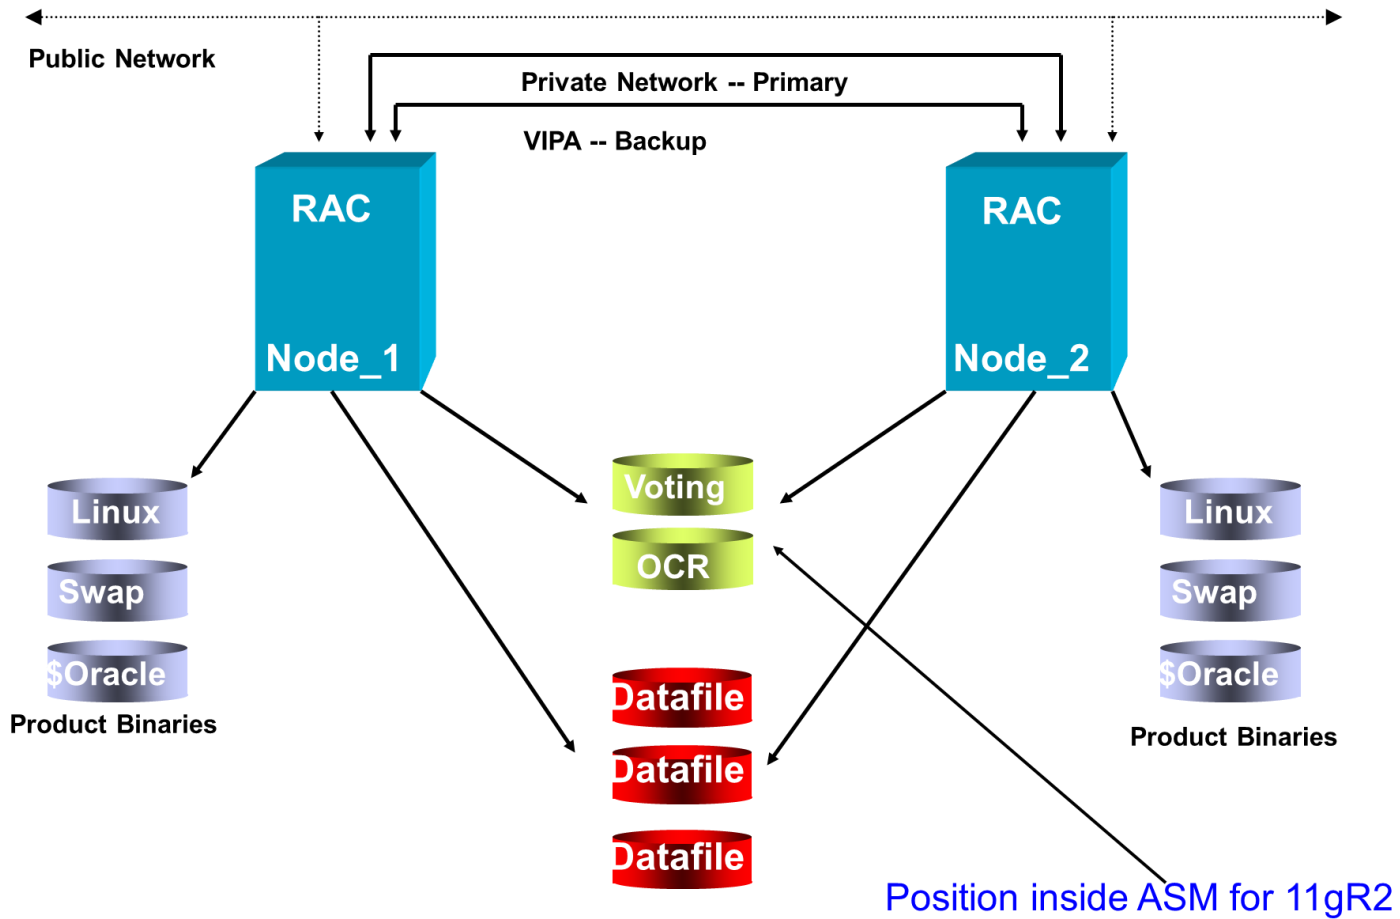 Public Network
Private Network -- Primary
VIPA -- Backup
RAC
Node_1
RAC
Node_2
Linux
Swap
$Oracle
Product Binaries
Voting
OCR
Datafile
Datafile
Datafile
Linux
Swap
$Oracle
Product Binaries
Position inside ASM for 11gR2